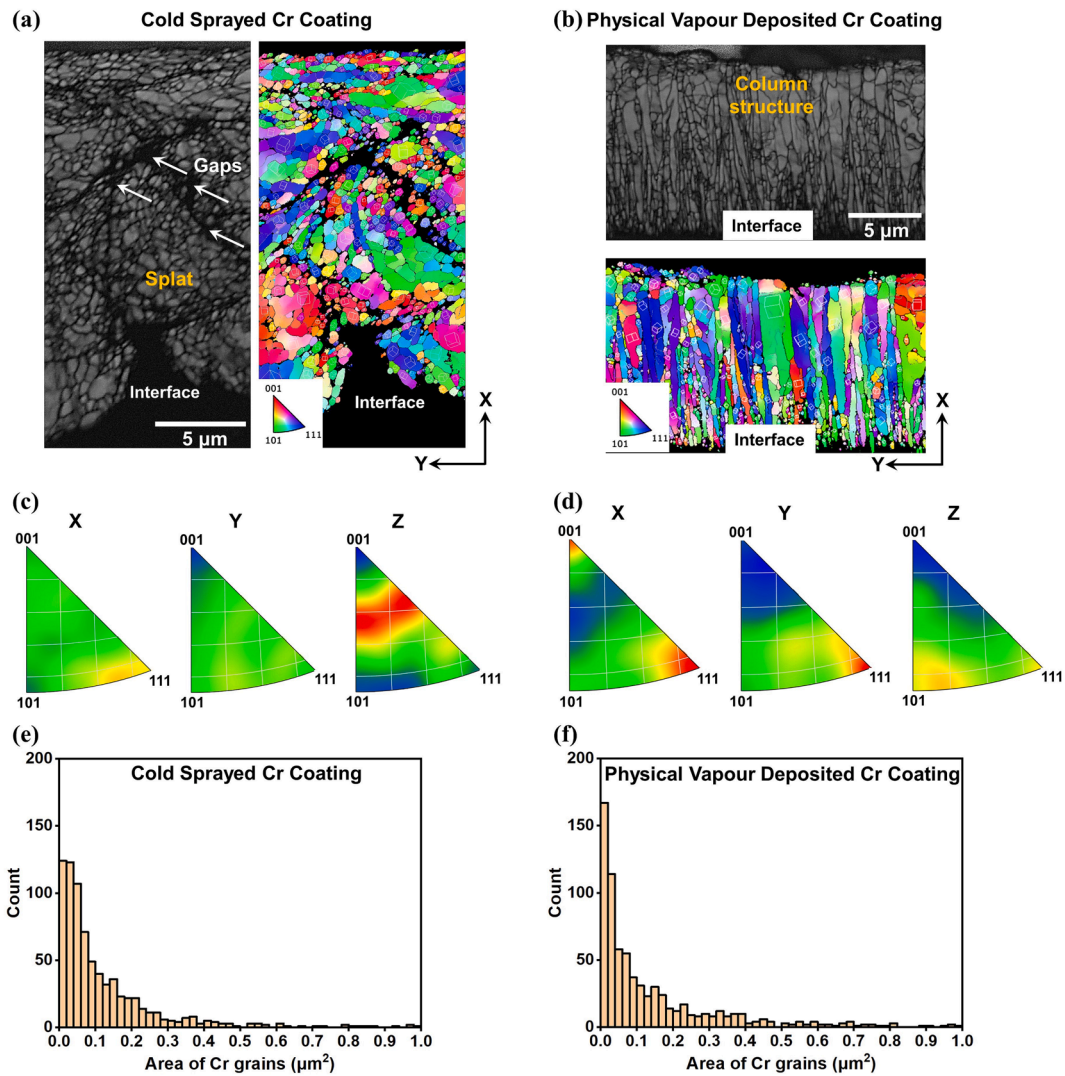 (a)
Cold Sprayed Cr Coating
Gaps
Splat
Interface
5 µm
001
101
111
Interface
X
Y
(b)
Physical Vapour Deposited Cr Coating
Column
structure
Interface
5 µm
001
101
111
Interface
X
Y
(c)
X
Y
Z
001
101
111
001
101
111
001
101
111
(d)
X
Y
Z
001
101
111
001
101
111
001
101
111
(e)
Cold Sprayed Cr Coating
200
150
100
50
0
Count
0.0 0.1 0.2 0.3 0.4 0.5 0.6 0.7 0.8 0.9 1.0
Area of Cr grains (µm²)
(f)
Physical Vapour Deposited Cr Coating
200
150
100
50
0
Count
0.0 0.1 0.2 0.3 0.4 0.5 0.6 0.7 0.8 0.9 1.0
Area of Cr grains (µm²)